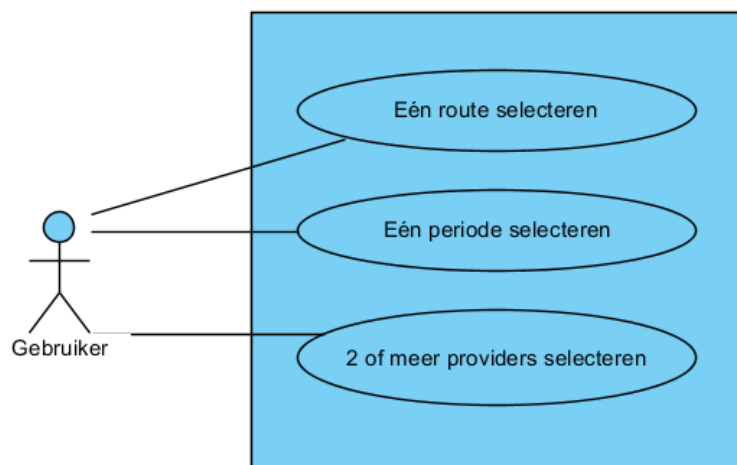 Eén route selecteren
Eén periode selecteren
2 of meer providers selecteren
Gebruiker